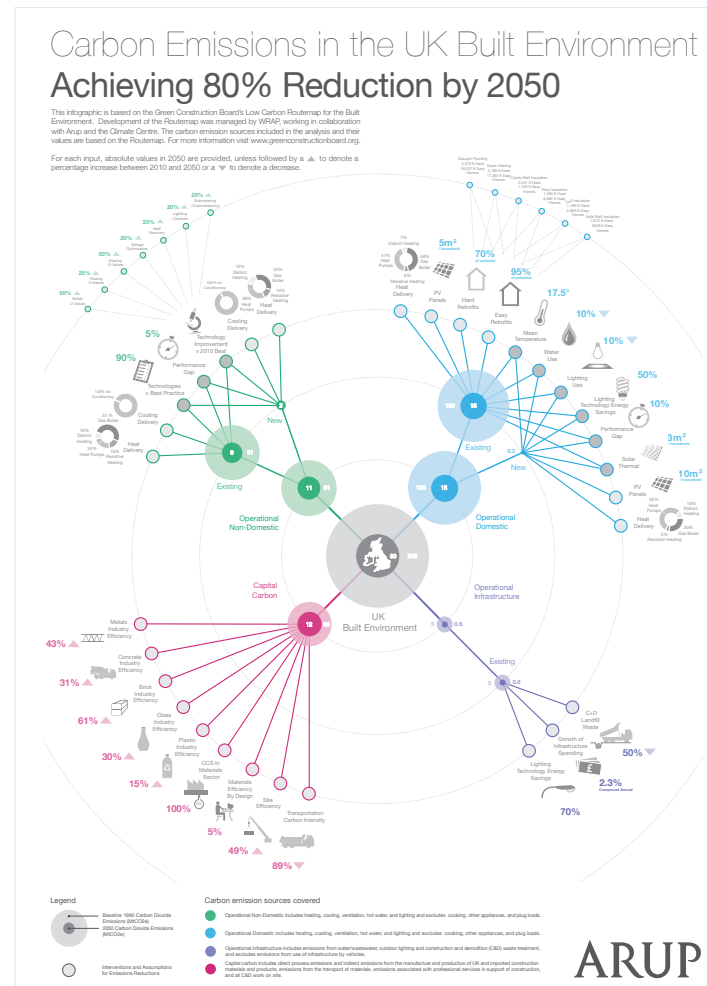 Carbon Emissions in the UK Built Environment
Achieving 80% Reduction by 2050
This infographic is based on the Green Construction Board's Low Carbon Routemap for the Built
Environment. Development of the Routemap was managed by WRAP, working in collaboration
with Arup and the Climate Centre. The carbon emission sources included in the analysis and their
values are based on the Routemap. For more information visit www.greenconstructionboard.org.
For each input, absolute values in 2050 are provided, unless followed by a ▲ to denote a
percentage increase between 2010 and 2050 or a ▼ to denote a decrease.
20% ▲
20% ▲
Lighting
20% ▲
Heat
Recovery
20% ▲
50% ▲
25% ▲
50% ▲
Cooling
Delivery
Heat
Delivery
Technology
Improvement
v 2010 Best
5%
Performance
Gap
90%
Technologies
v Best Practice
Cooling
Delivery
Heat
Delivery
New
Existing
Operational
Non-Domestic
11
Heat
Delivery
5m²
PV
Panels
70%
Hard
Retrofits
95%
Easy
Retrofits
17.5°
Mean
Temperature
10% ▼
Water
Use
10% ▼
Lighting
Use
50%
Lighting
Technology Energy
Savings
10%
Performance
Gap
3m²
Solar
Thermal
10m²
PV
Panels
Heat
Delivery
Existing
0.2
New
15
Operational
Domestic
UK
Built Environment
Capital
Carbon
12
Operational
Infrastructure
5
0.6
Existing
5
0.6
Metals
Industry
Efficiency
43% ▲
Concrete
Industry
Efficiency
31% ▲
Brick
Industry
Efficiency
61% ▲
Glass
Industry
Efficiency
30% ▲
Plastic
Industry
Efficiency
15% ▲
CCS in
Materials
Sector
100%
Materials
Efficiency
By Design
5%
Site
Efficiency
49% ▲
Transportation
Carbon Intensity
89% ▼
C+D
Landfill
Waste
50% ▼
Growth of
Infrastructure
Spending
2.3%
Compound Annual
Lighting
Technology Energy
Savings
70%
Legend
Baseline 1990 Carbon Dioxide
Emissions (MtCO2e)
2050 Carbon Dioxide Emissions
(MtCO2e)
Interventions and Assumptions
for Emissions Reductions
Carbon emission sources covered
Operational Non-Domestic includes heating, cooling, ventilation, hot water, and lighting and excludes cooking, other appliances, and plug loads.
Operational Domestic includes heating, cooling, ventilation, hot water, and lighting and excludes cooking, other appliances, and plug loads.
Operational infrastructure includes emissions from water/wastewater, outdoor lighting and construction and demolition (C&D) waste treatment,
and excludes emissions from use of infrastructure by vehicles.
Capital carbon includes direct process emissions and indirect emissions from the manufacture and production of UK and imported construction
materials and products, emissions from the transport of materials, emissions associated with professional services in support of construction,
and all C&D work on site.
ARUP